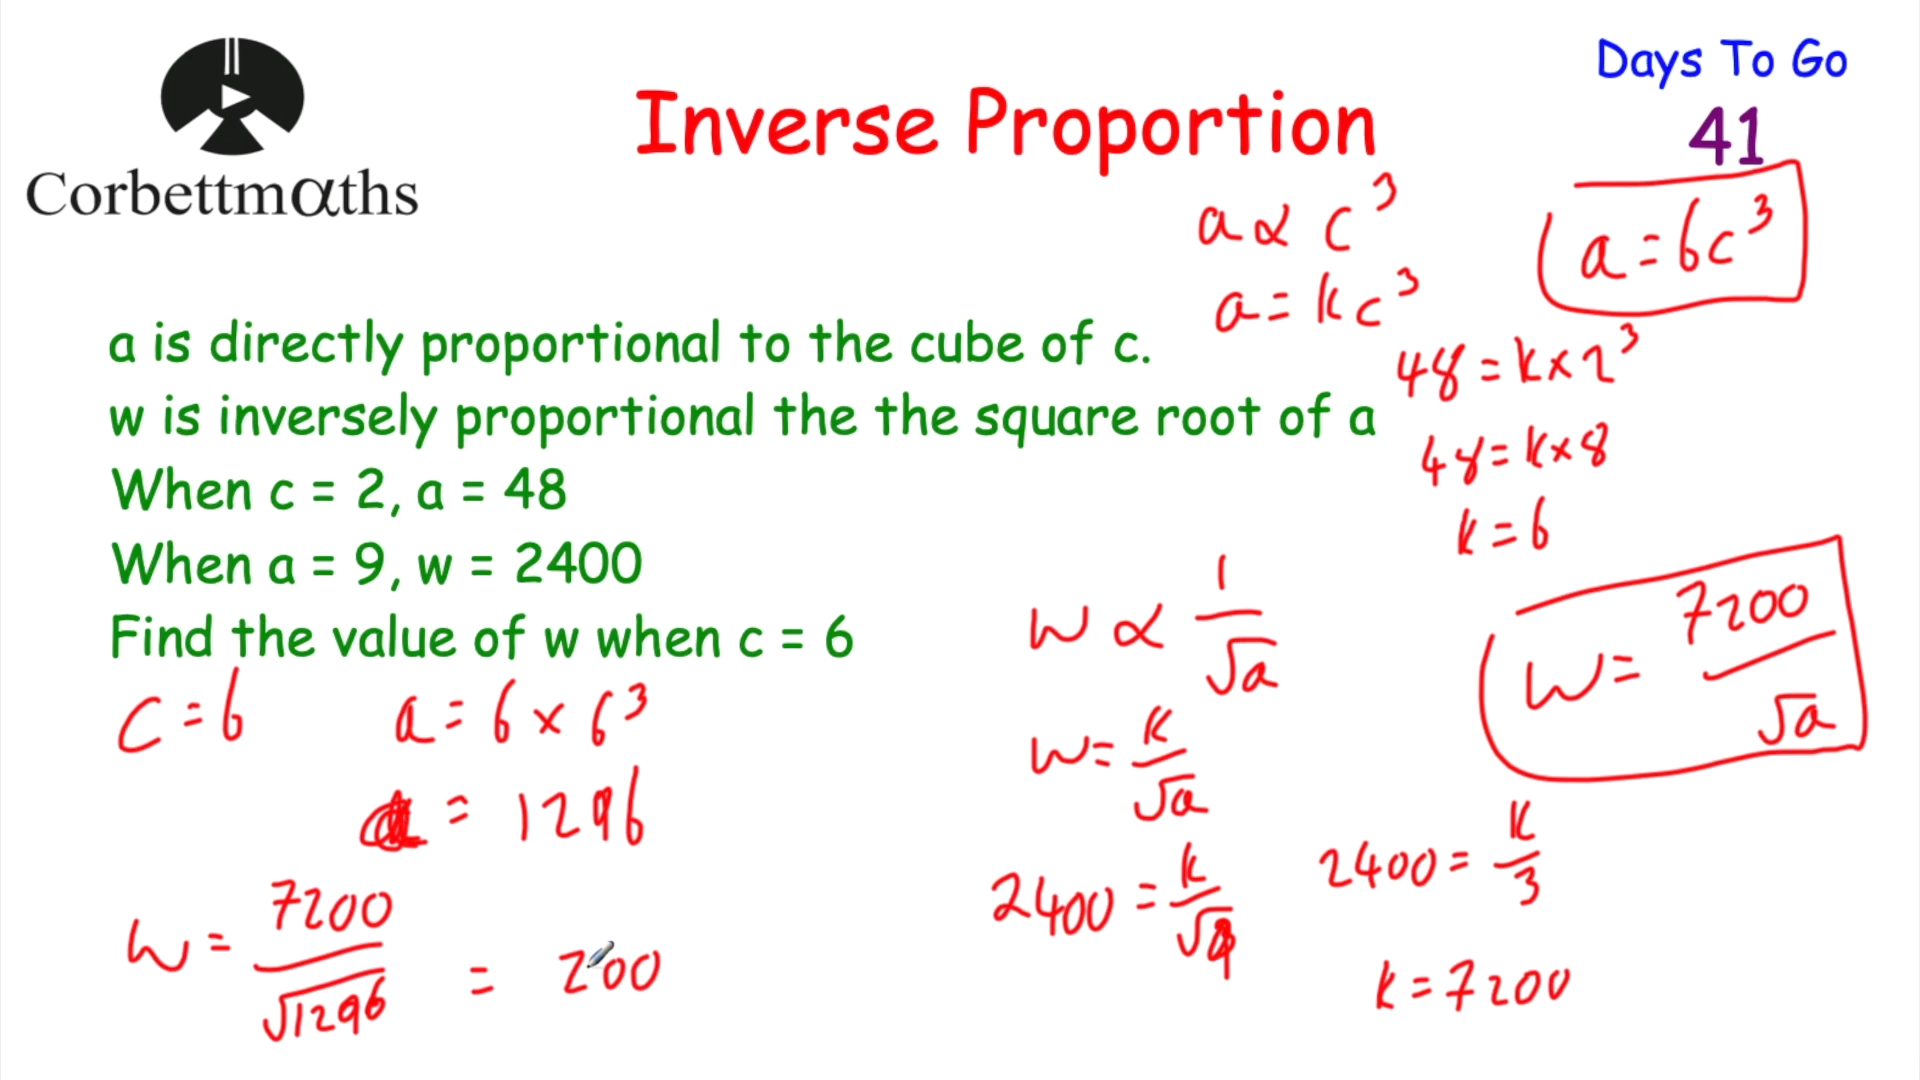 Days To Go
41
Inverse Proportion
Corbettmαths
a ∝ c³
a = kc³
a = 6c³
a is directly proportional to the cube of c.
48 = k × 2³
w is inversely proportional the the square root of a
48 = k × 8
When c = 2, a = 48
k = 6
When a = 9, w = 2400
Find the value of w when c = 6
w ∝ 1/√a
w = 7200/√a
c = 6
a = 6 × 6³
w = k/√a
a = 1296
2400 = k/√9
2400 = k/3
w = 7200/√1296 = 200
k = 7200